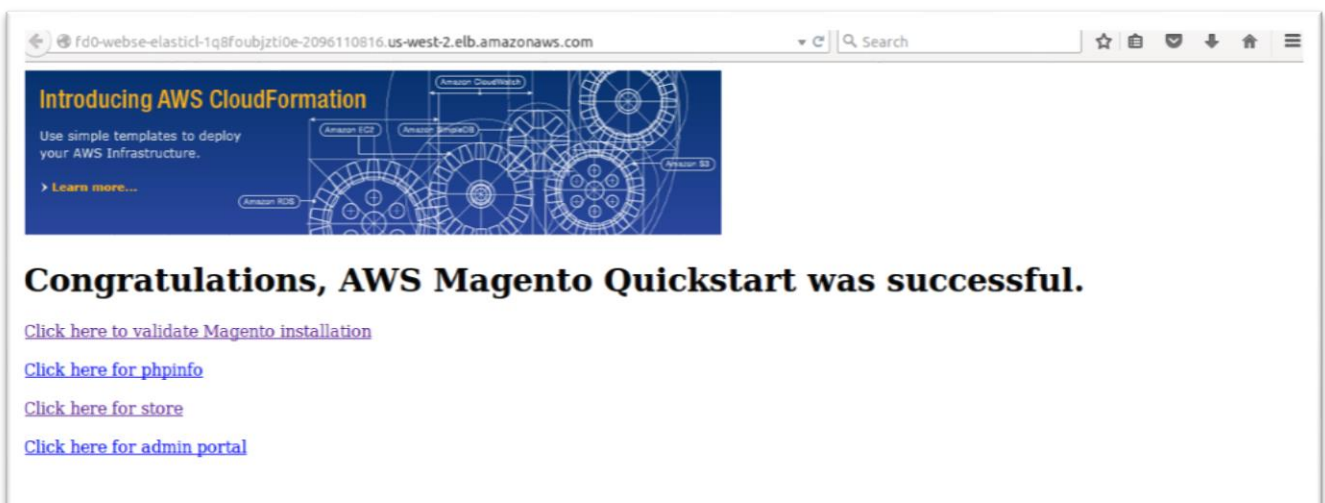 fd0-webse-elasticl-1q8foubjzti0e-2096110816.us-west-2.elb.amazonaws.com
Search
Introducing AWS CloudFormation
Use simple templates to deploy
your AWS Infrastructure.
› Learn more...
Amazon CloudWatch
Amazon EC2
Amazon SimpleDB
Amazon S3
Amazon RDS
Congratulations, AWS Magento Quickstart was successful.
Click here to validate Magento installation
Click here for phpinfo
Click here for store
Click here for admin portal